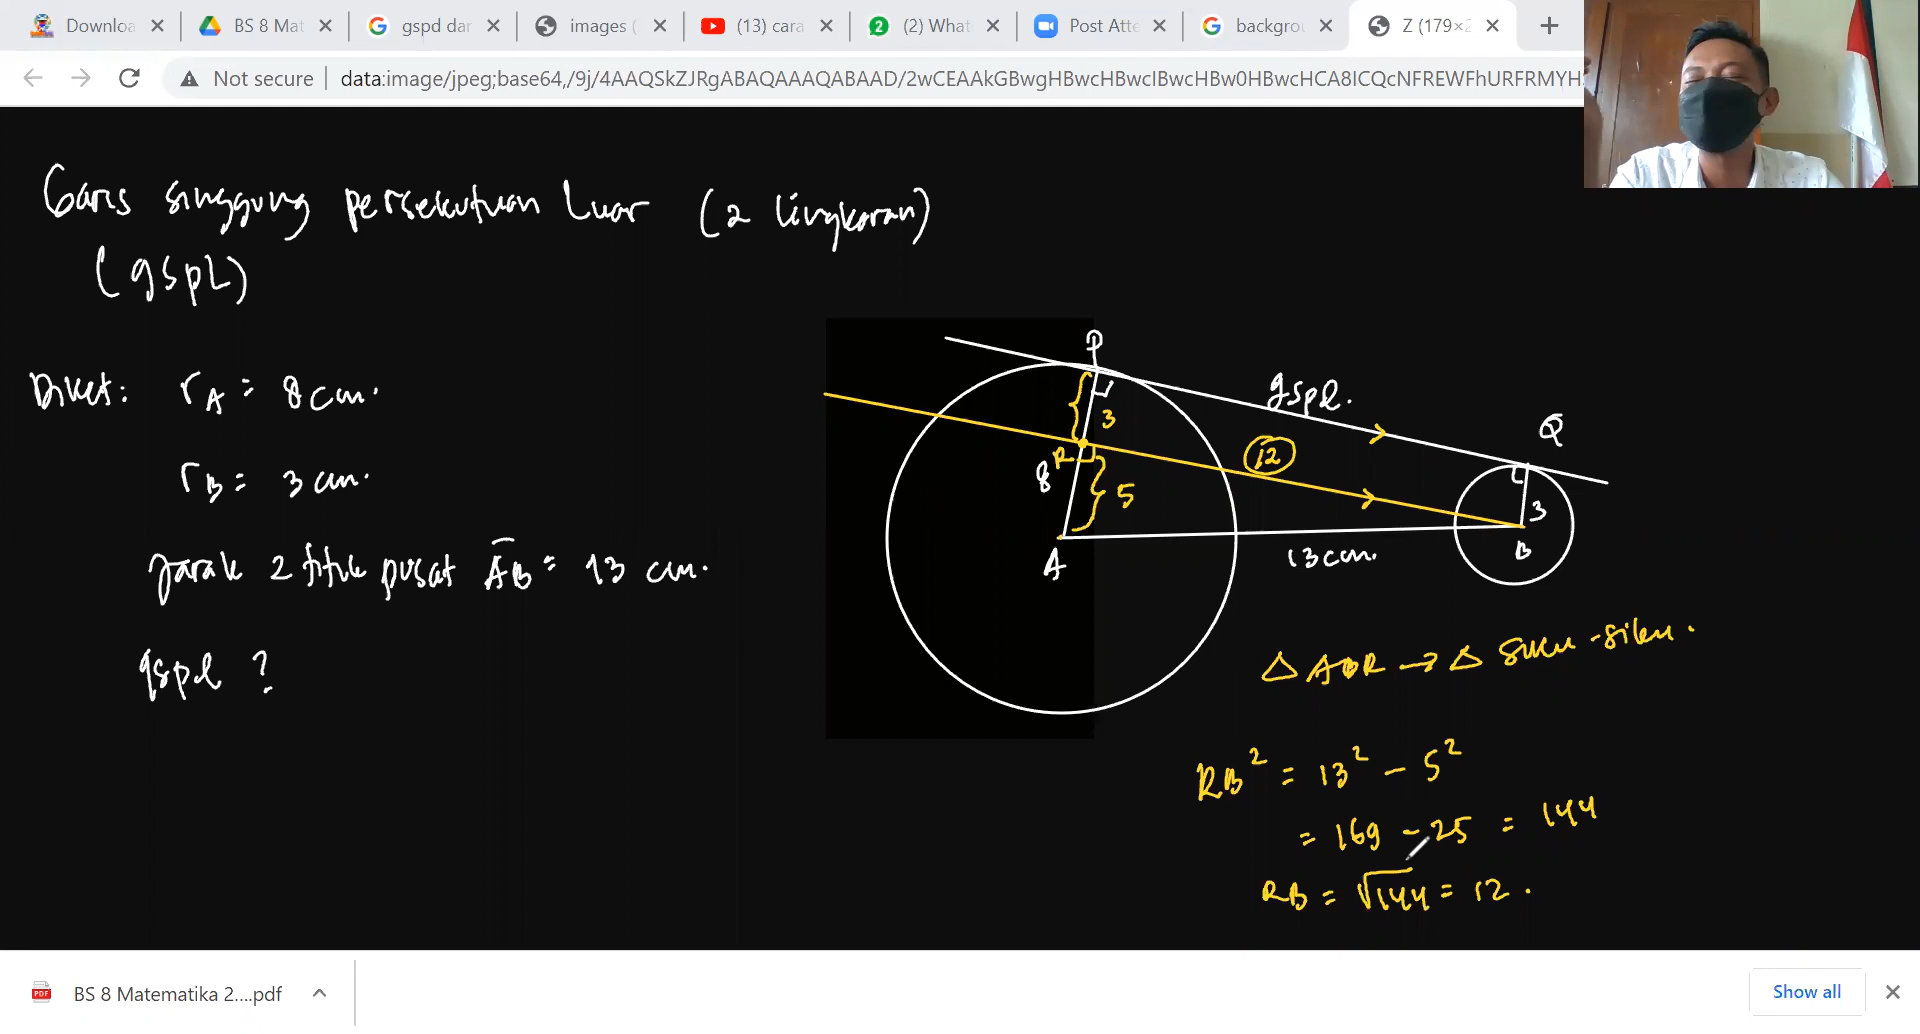 Downloa
BS 8 Mat
gspd dar
images (
(13) cara
2
(2) What
Post Atte
backgrou
Z (179×2
Not secure
data:image/jpeg;base64,/9j/4AAQSkZJRgABAQAAAQABAAD/2wCEAAkGBwgHBwcHBwcIBwcHBw0HBwcHCA8ICQcNFREWFhURFRMYH
Garis singgung persekutuan Luar (2 lingkaran)
(gspL)
Diket: rA = 8 cm.
rB = 3 cm.
Jarak 2 titik pusat AB = 13 cm.
gspl ?
P
gspl.
Q
3
12
R
8
5
3
A
13 cm.
B
→ △ siku-siku.
RB² = 13² - 5²
= 169 - 25 = 144
RB = √144 = 12.
PDF
BS 8 Matematika 2....pdf
Show all